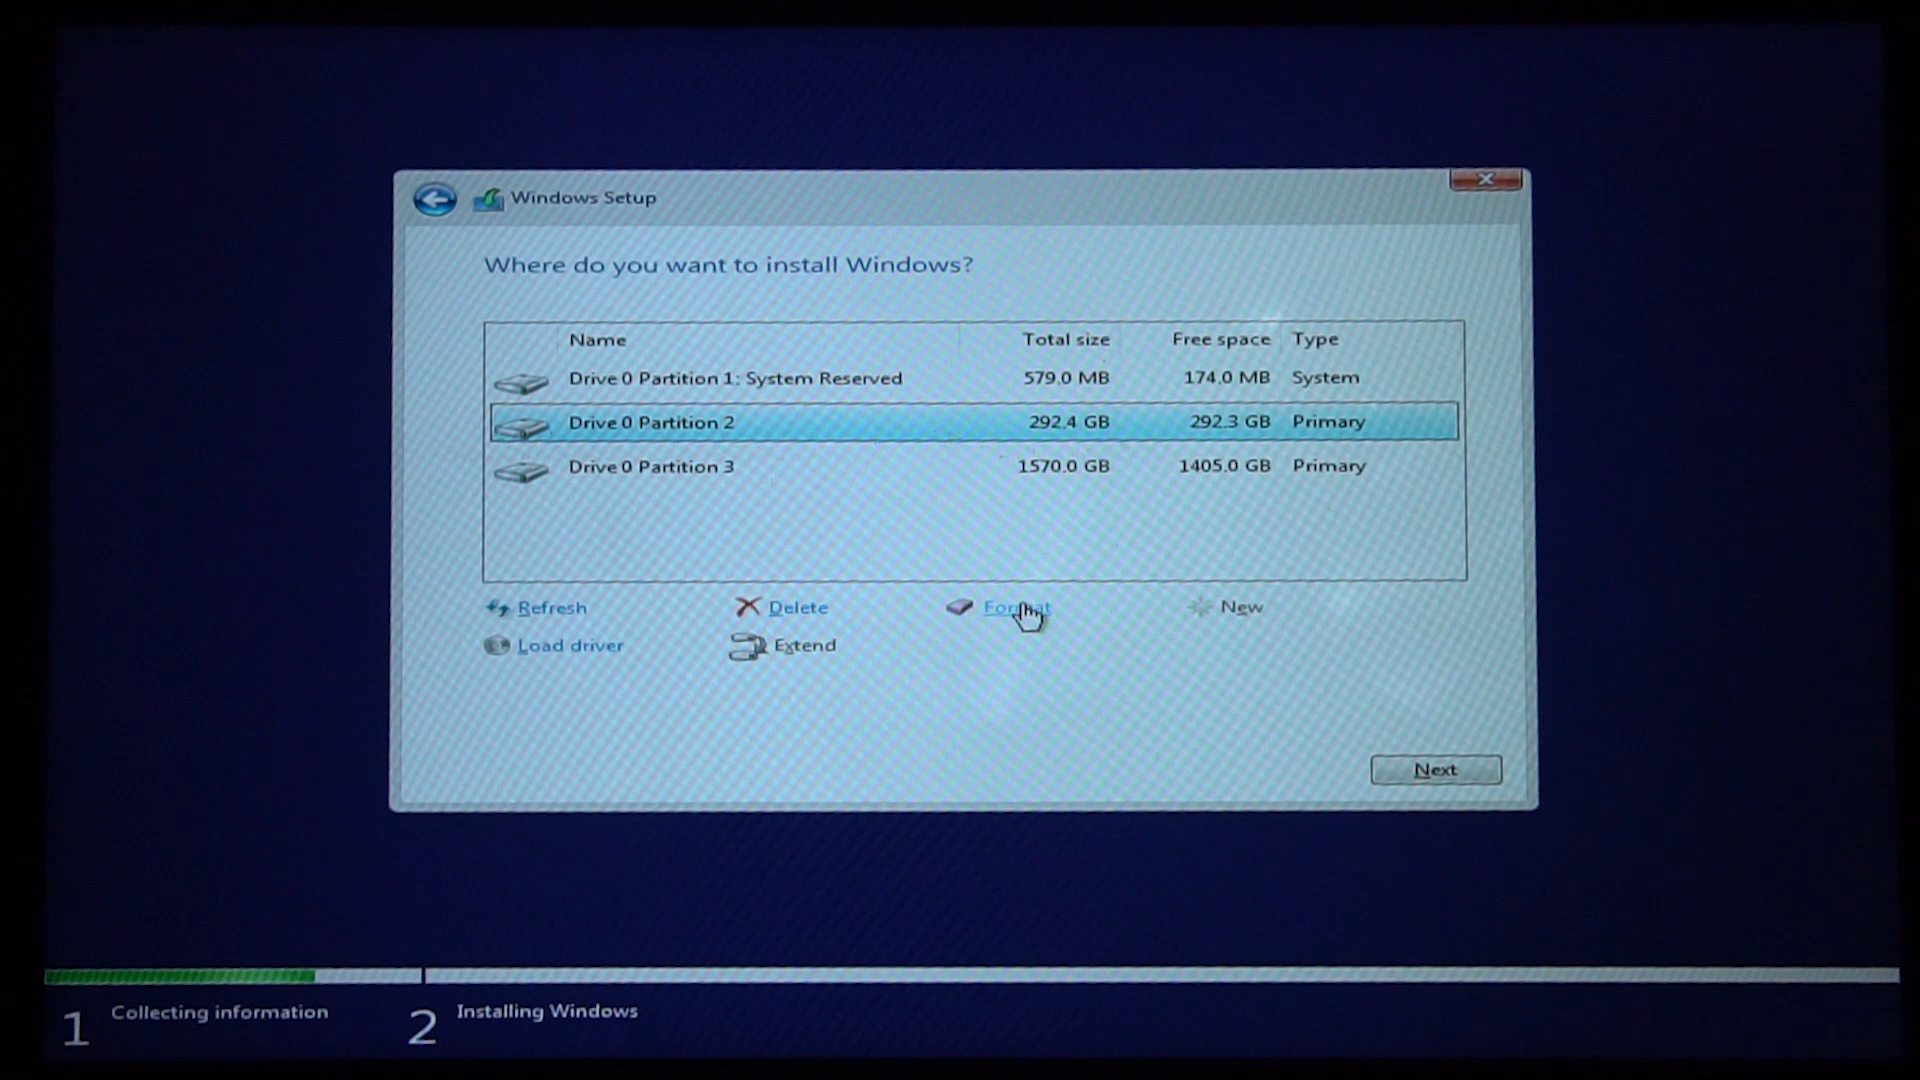 Windows Setup
Where do you want to install Windows?
Name Total size Free space Type
Drive 0 Partition 1: System Reserved 579.0 MB 174.0 MB System
Drive 0 Partition 2 292.4 GB 292.3 GB Primary
Drive 0 Partition 3 1570.0 GB 1405.0 GB Primary
Refresh Delete Format New
Load driver Extend
Next
1 Collecting information 2 Installing Windows